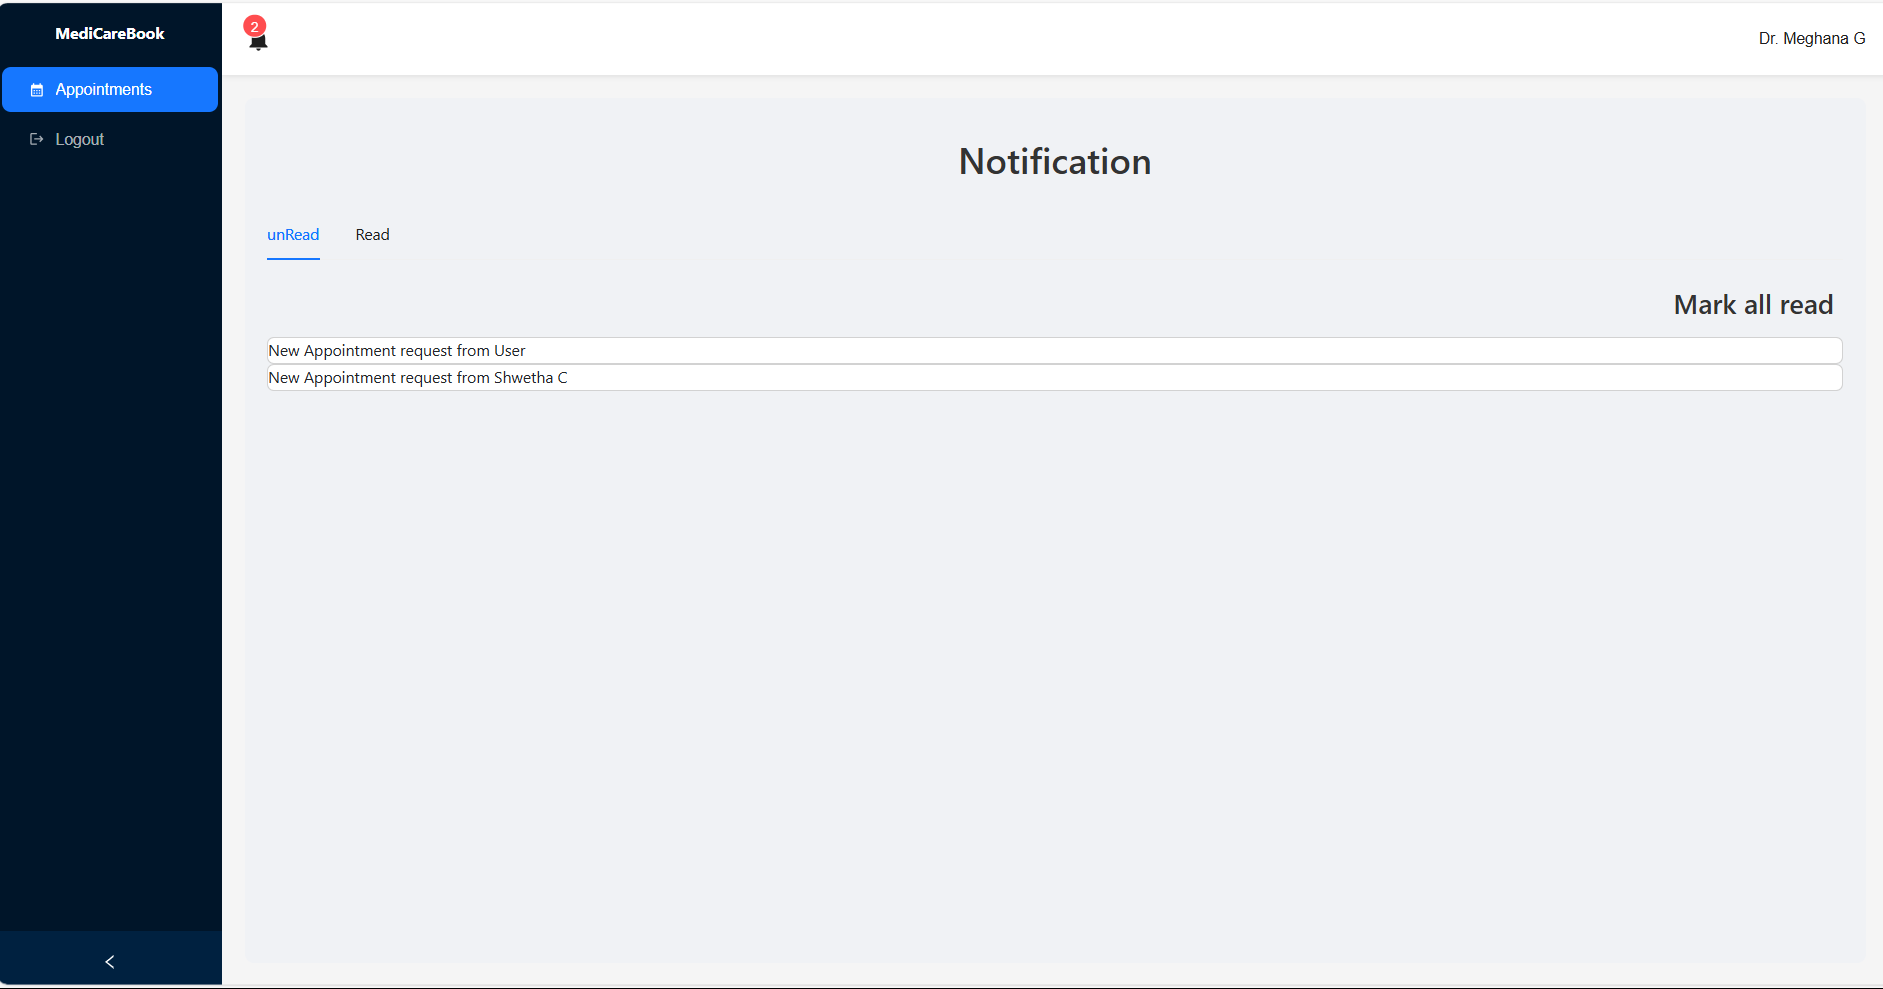 MediCareBook
Appointments
Logout
2
Dr. Meghana G
Notification
unRead Read
Mark all read
New Appointment request from User
New Appointment request from Shwetha C